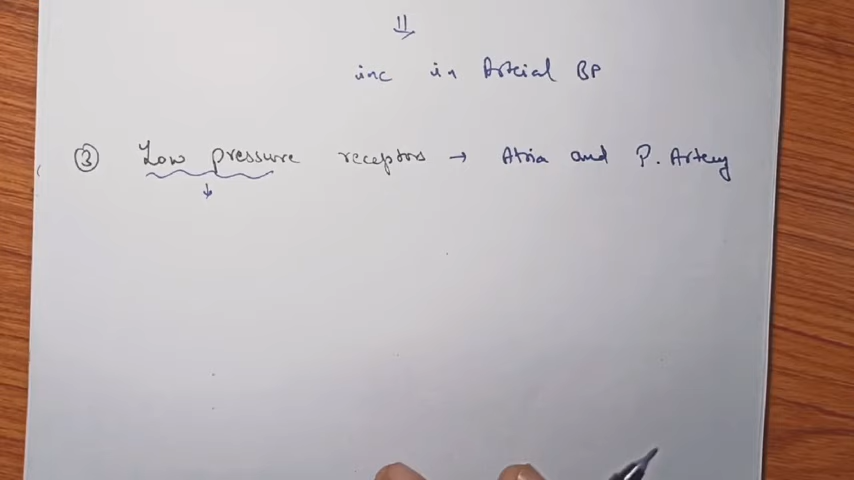 ⇓
inc in Arterial BP
③ Low pressure receptors → Atria and P. Artery
↓